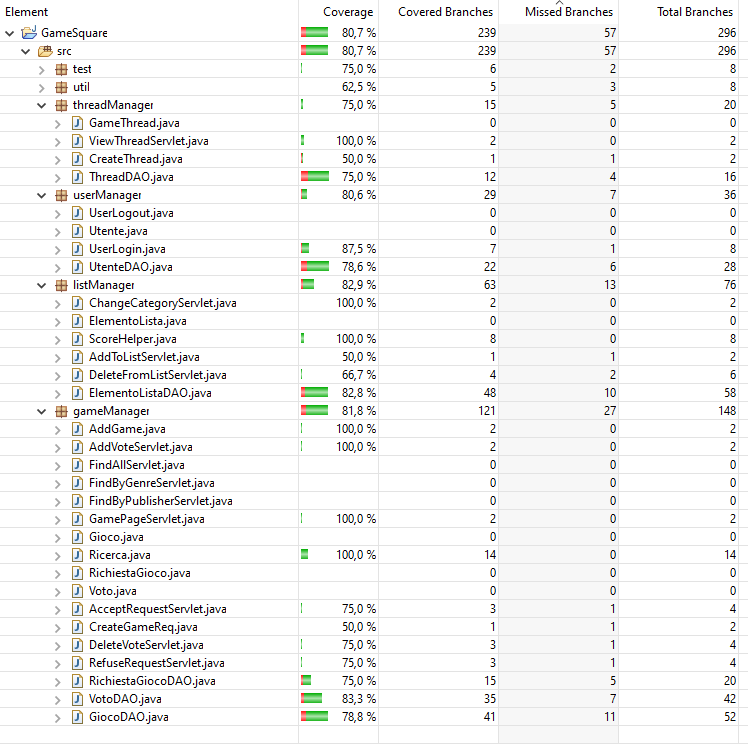 Element Coverage Covered Branches Missed Branches Total Branches
GameSquare 80,7 % 239 57 296
src 80,7 % 239 57 296
test 75,0 % 6 2 8
util 62,5 % 5 3 8
threadManager 75,0 % 15 5 20
GameThread.java 0 0 0
ViewThreadServlet.java 100,0 % 2 0 2
CreateThread.java 50,0 % 1 1 2
ThreadDAO.java 75,0 % 12 4 16
userManager 80,6 % 29 7 36
UserLogout.java 0 0 0
Utente.java 0 0 0
UserLogin.java 87,5 % 7 1 8
UtenteDAO.java 78,6 % 22 6 28
listManager 82,9 % 63 13 76
ChangeCategoryServlet.java 100,0 % 2 0 2
ElementoLista.java 0 0 0
ScoreHelper.java 100,0 % 8 0 8
AddToListServlet.java 50,0 % 1 1 2
DeleteFromListServlet.java 66,7 % 4 2 6
ElementoListaDAO.java 82,8 % 48 10 58
gameManager 81,8 % 121 27 148
AddGame.java 100,0 % 2 0 2
AddVoteServlet.java 100,0 % 2 0 2
FindAllServlet.java 0 0 0
FindByGenreServlet.java 0 0 0
FindByPublisherServlet.java 0 0 0
GamePageServlet.java 100,0 % 2 0 2
Gioco.java 0 0 0
Ricerca.java 100,0 % 14 0 14
RichiestaGioco.java 0 0 0
Voto.java 0 0 0
AcceptRequestServlet.java 75,0 % 3 1 4
CreateGameReq.java 50,0 % 1 1 2
DeleteVoteServlet.java 75,0 % 3 1 4
RefuseRequestServlet.java 75,0 % 3 1 4
RichiestaGiocoDAO.java 75,0 % 15 5 20
VotoDAO.java 83,3 % 35 7 42
GiocoDAO.java 78,8 % 41 11 52